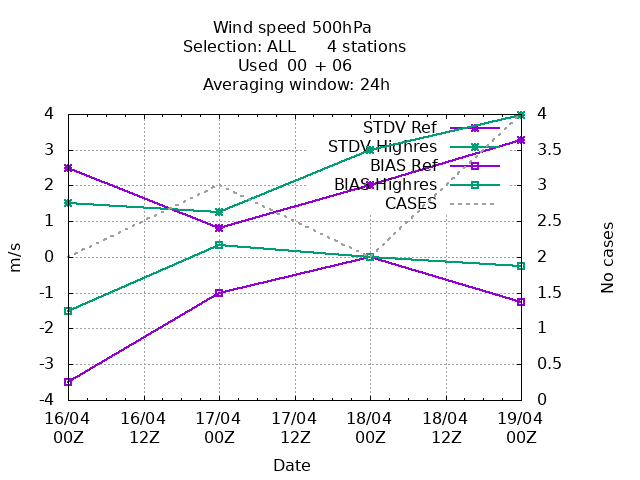 Wind speed 500hPa
Selection: ALL      4 stations
Used  00 + 06
Averaging window: 24h
STDV Ref
STDV Highres
BIAS Ref
BIAS Highres
CASES
4
3
2
1
0
-1
-2
-3
-4
m/s
4
3.5
3
2.5
2
1.5
1
0.5
0
No cases
16/04 16/04 17/04 17/04 18/04 18/04 19/04
00Z 12Z 00Z 12Z 00Z 12Z 00Z
Date